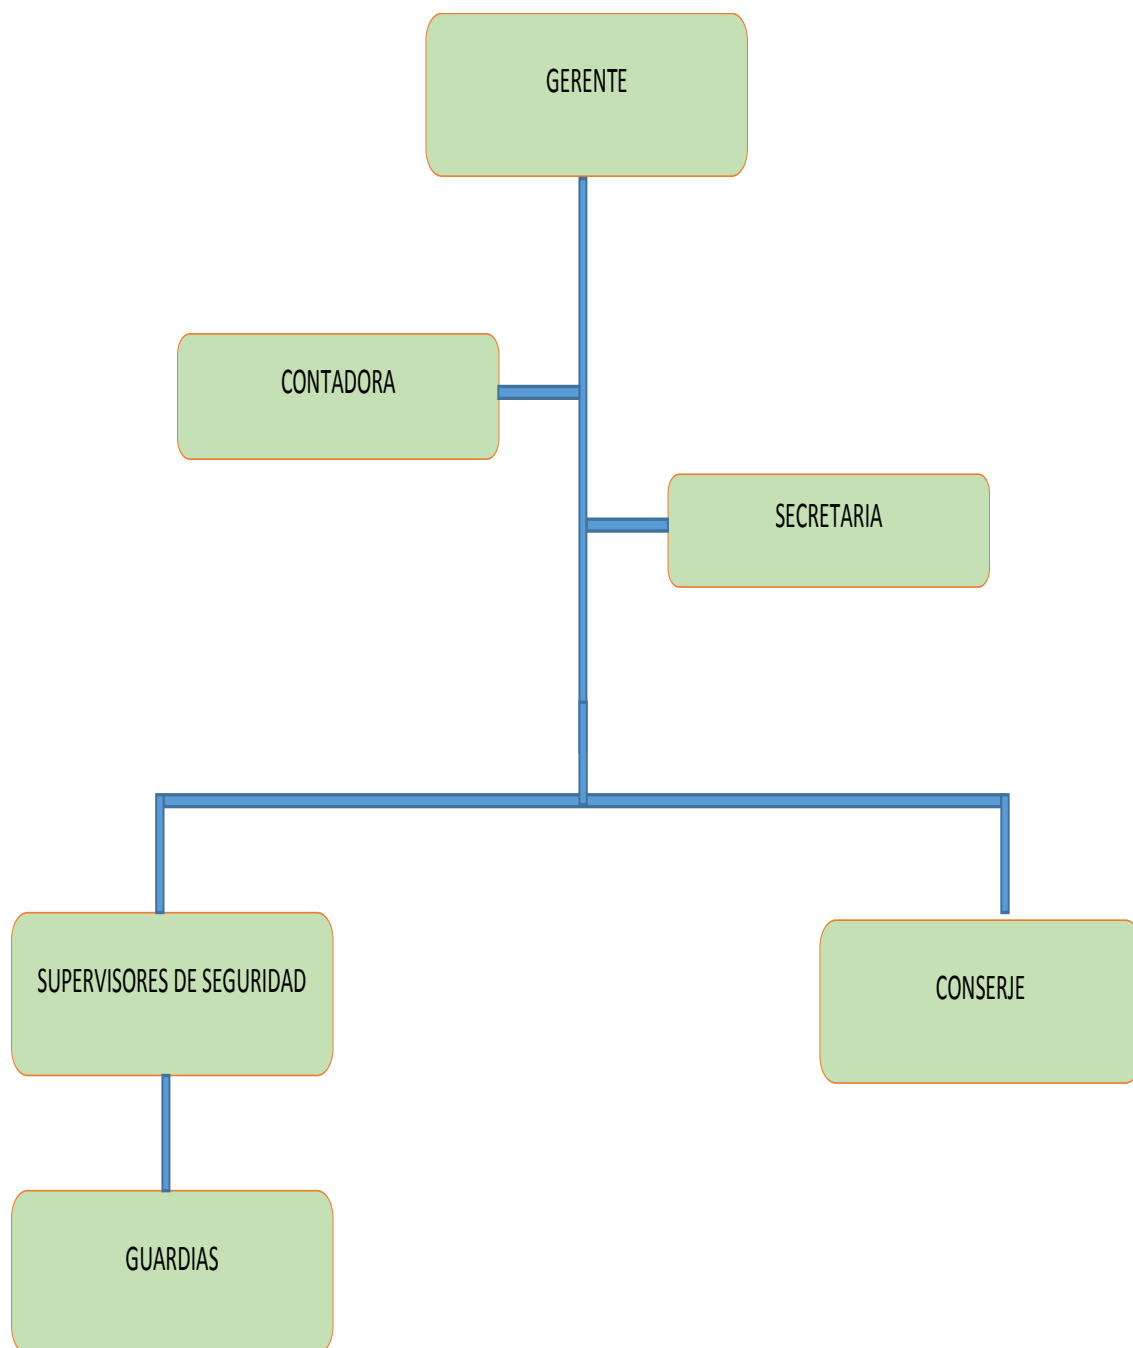 GERENTE
CONTADORA
SECRETARIA
SUPERVISORES DE SEGURIDAD
CONSERJE
GUARDIAS